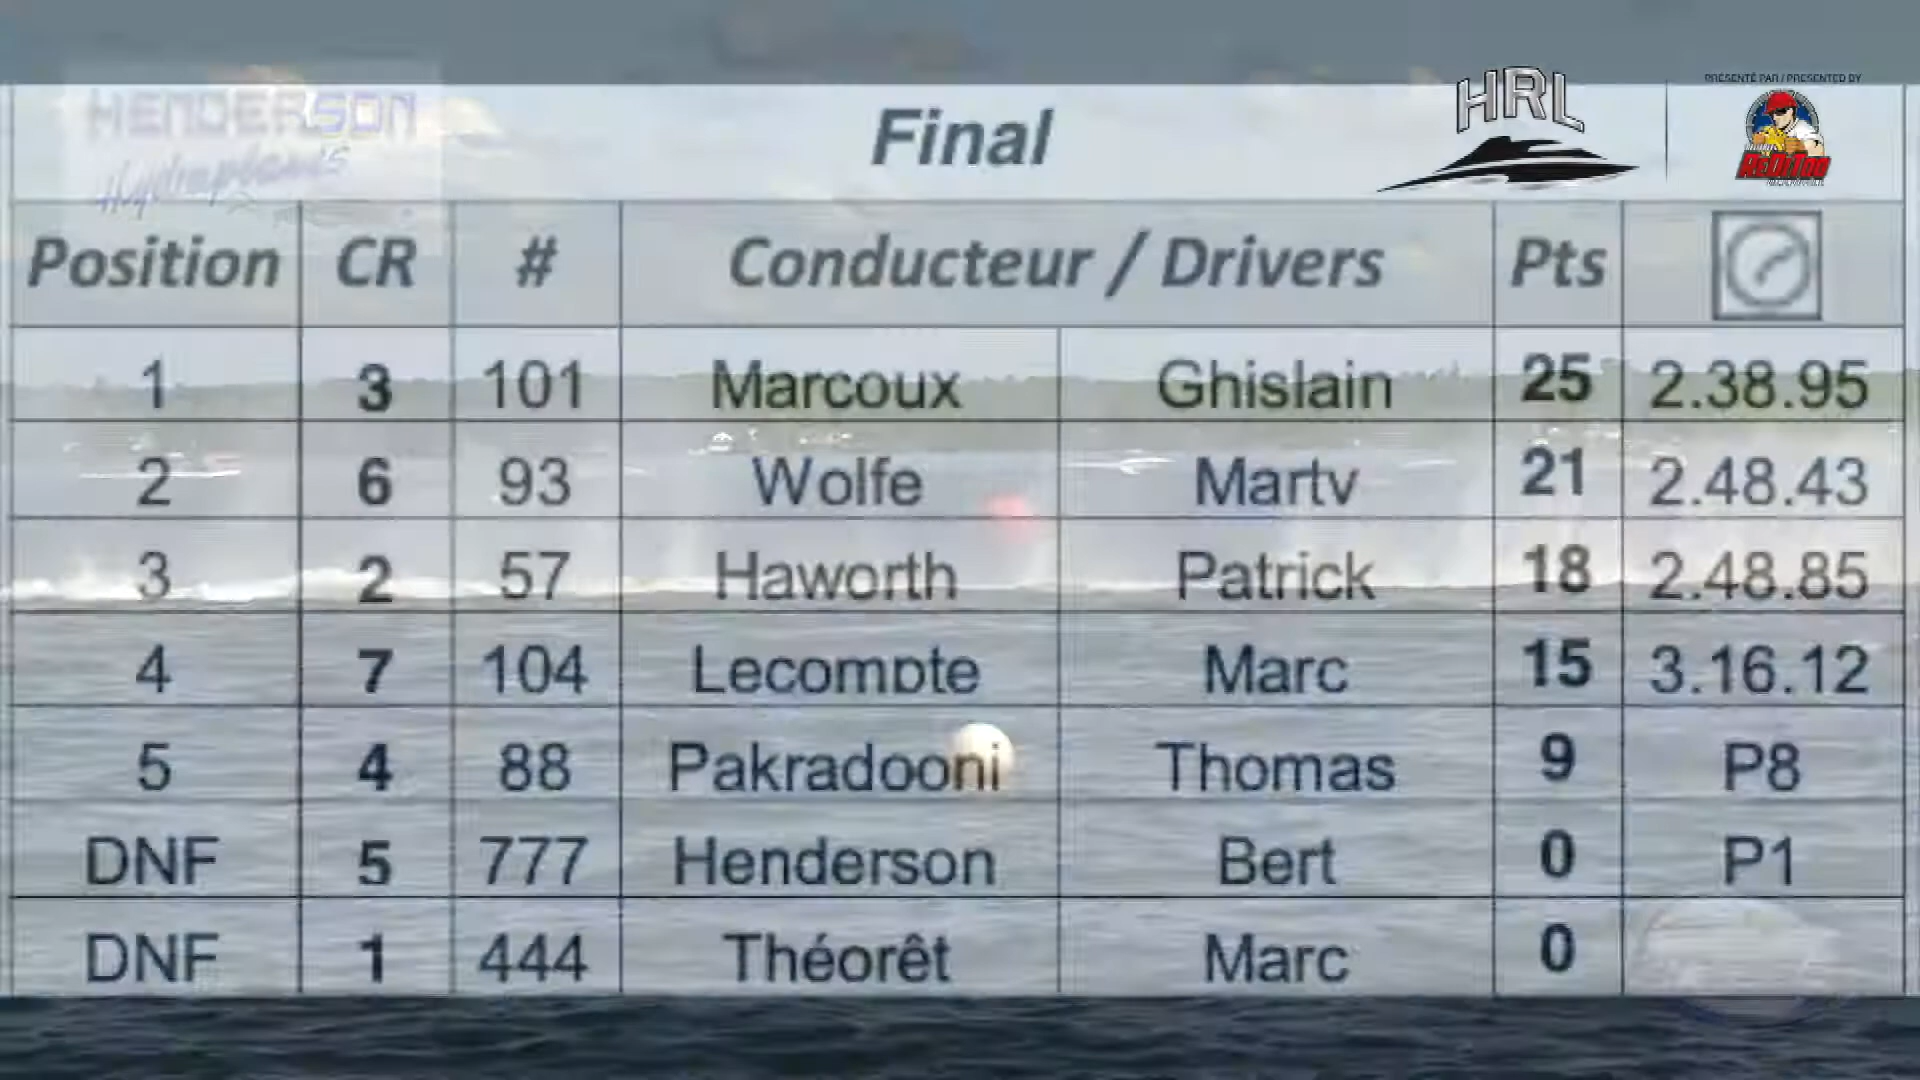 HENDERSON
Hydroplanes
Final
HRL
PRÉSENTÉ PAR / PRESENTED BY
Position CR # Conducteur / Drivers Pts
1 3 101 Marcoux Ghislain 25 2.38.95
2 6 93 Wolfe Marty 21 2.48.43
3 2 57 Haworth Patrick 18 2.48.85
4 7 104 Lecompte Marc 15 3.16.12
5 4 88 Pakradooni Thomas 9 P8
DNF 5 777 Henderson Bert 0 P1
DNF 1 444 Théorêt Marc 0